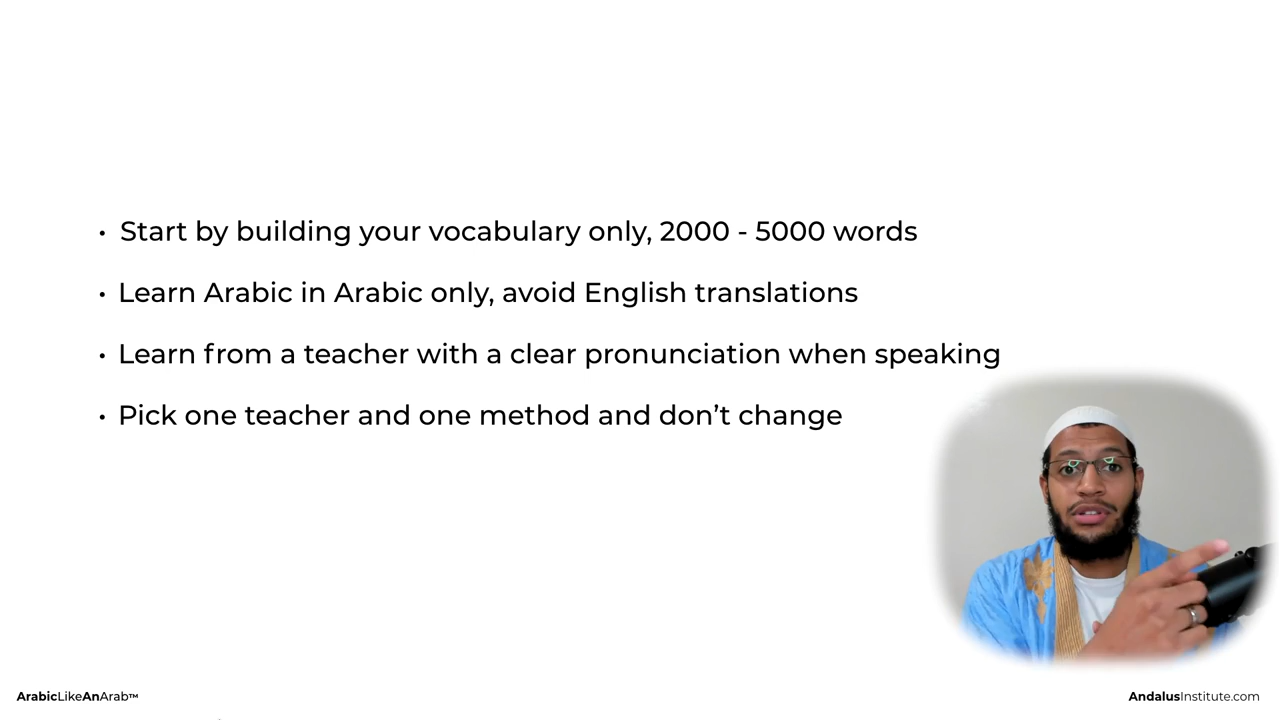 • Start by building your vocabulary only, 2000 - 5000 words
• Learn Arabic in Arabic only, avoid English translations
• Learn from a teacher with a clear pronunciation when speaking
• Pick one teacher and one method and don’t change
ArabicLikeAnArab™
AndalusInstitute.com